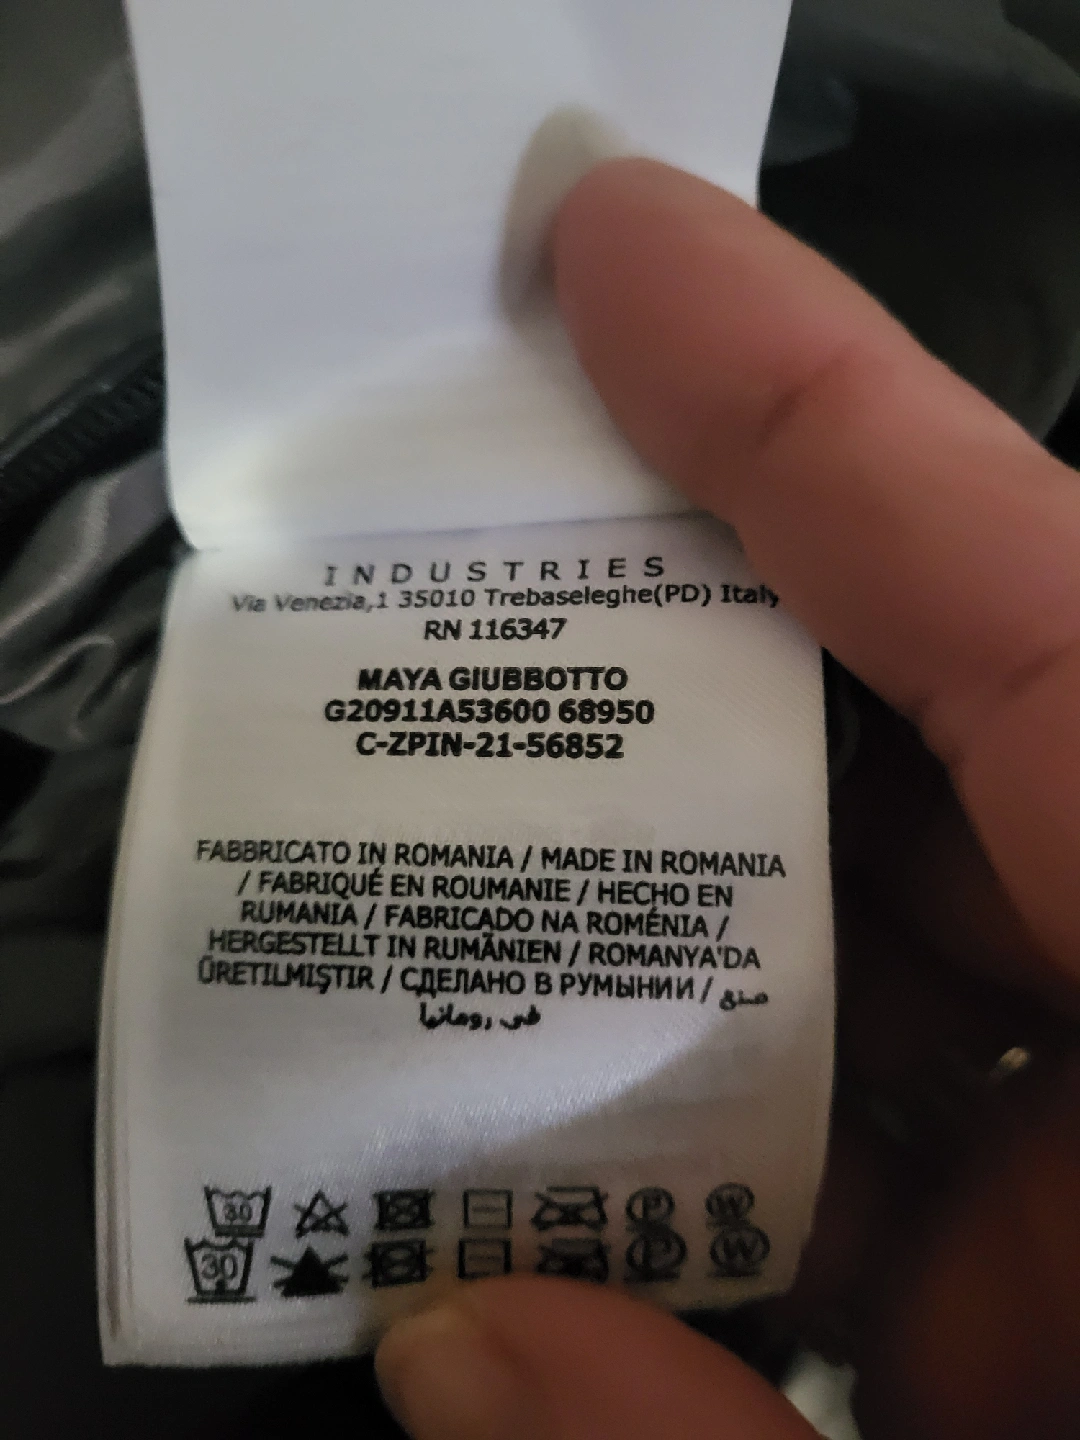 INDUSTRIES
Via Venezia,1 35010 Trebaseleghe(PD) Italy
RN 116347
MAYA GIUBBOTTO
G20911A53600 68950
C-ZPIN-21-56852
FABBRICATO IN ROMANIA / MADE IN ROMANIA
/ FABRIQUÉ EN ROUMANIE / HECHO EN
RUMANIA / FABRICADO NA ROMÉNIA /
HERGESTELLT IN RUMÃNIEN / ROMANYA'DA
ÜRETILMIŞTIR / СДЕЛАНО В РУМЫНИИ / صنع
في رومانيا
30 P W
30 P W